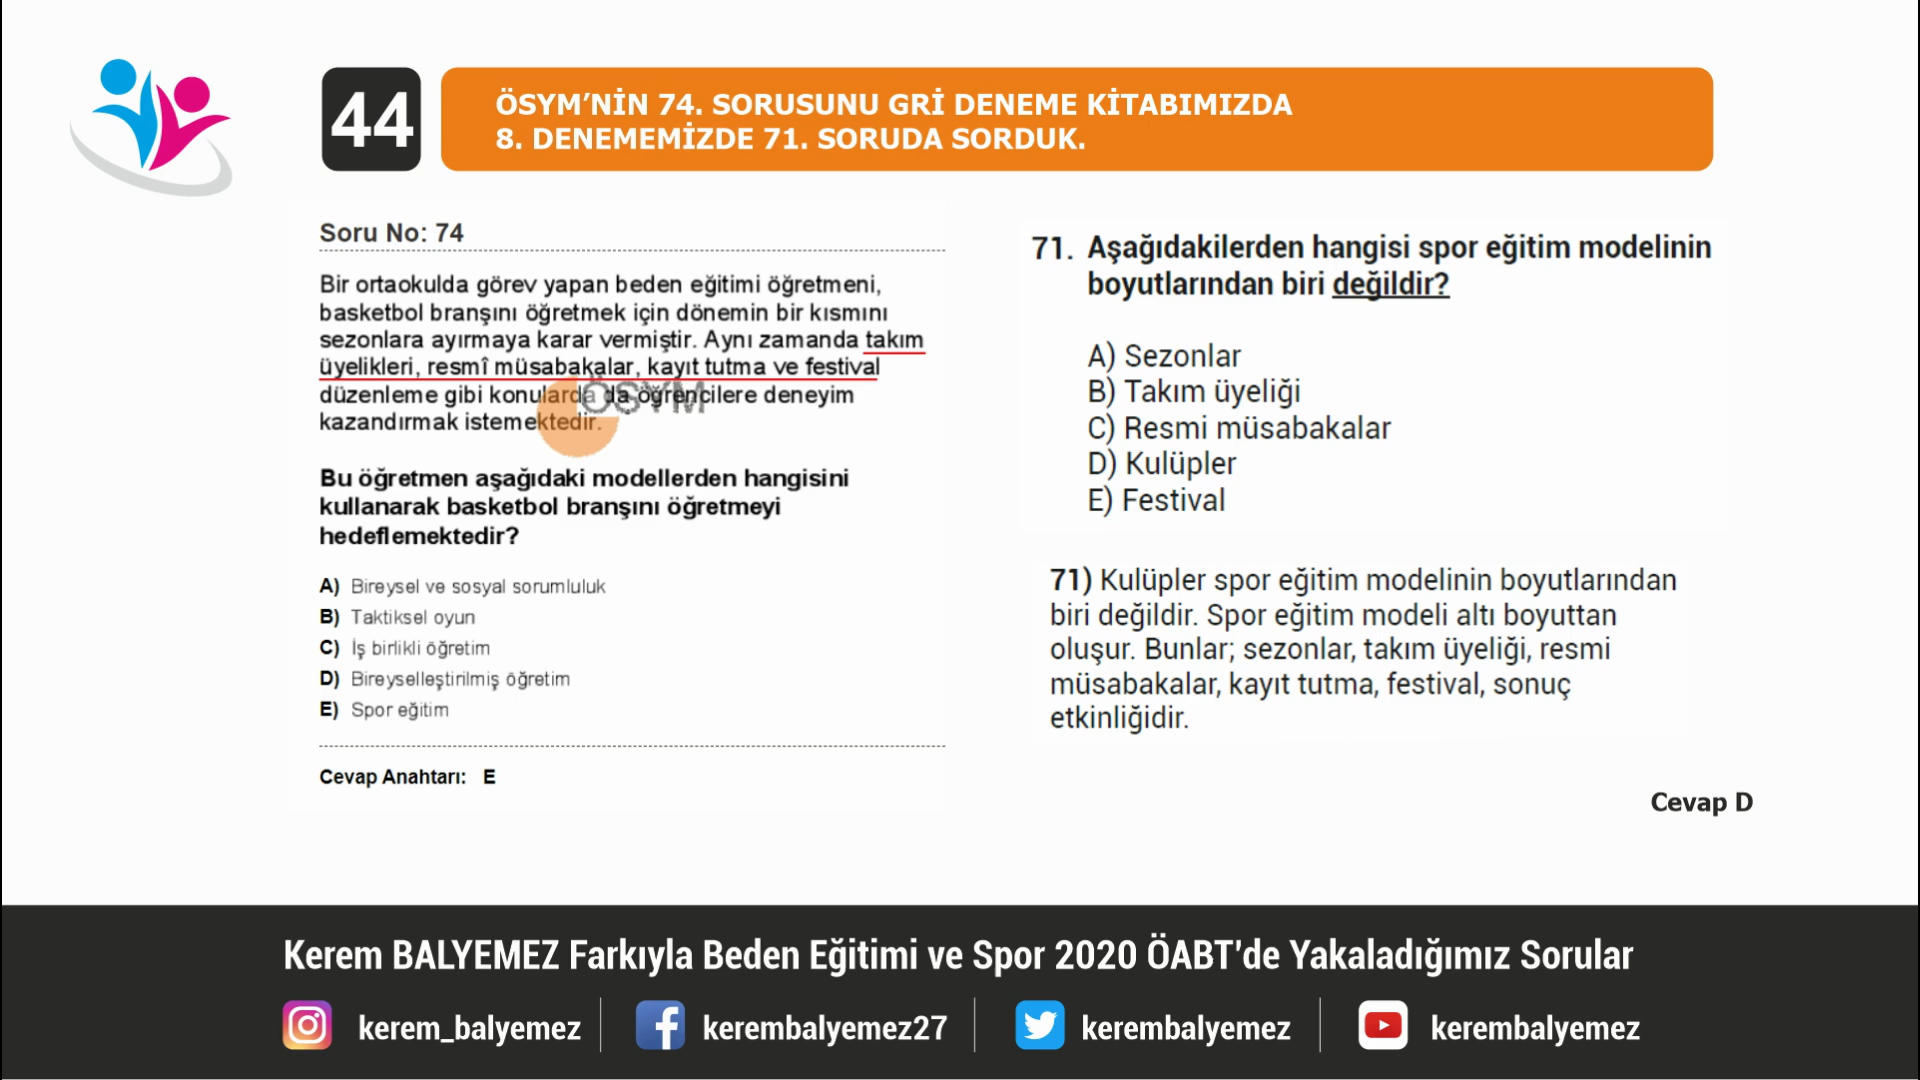 44
ÖSYM’NİN 74. SORUSUNU GRİ DENEME KİTABIMIZDA
8. DENEMEMİZDE 71. SORUDA SORDUK.
Soru No: 74
Bir ortaokulda görev yapan beden eğitimi öğretmeni,
basketbol branşını öğretmek için dönemin bir kısmını
sezonlara ayırmaya karar vermiştir. Aynı zamanda takım
üyelikleri, resmî müsabakalar, kayıt tutma ve festival
düzenleme gibi konularda da öğrencilere deneyim
kazandırmak istemektedir.
ÖSYM
Bu öğretmen aşağıdaki modellerden hangisini
kullanarak basketbol branşını öğretmeyi
hedeflemektedir?
A) Bireysel ve sosyal sorumluluk
B) Taktiksel oyun
C) İş birlikli öğretim
D) Bireyselleştirilmiş öğretim
E) Spor eğitim
Cevap Anahtarı: E
71. Aşağıdakilerden hangisi spor eğitim modelinin
boyutlarından biri değildir?
A) Sezonlar
B) Takım üyeliği
C) Resmi müsabakalar
D) Kulüpler
E) Festival
71) Kulüpler spor eğitim modelinin boyutlarından
biri değildir. Spor eğitim modeli altı boyuttan
oluşur. Bunlar; sezonlar, takım üyeliği, resmi
müsabakalar, kayıt tutma, festival, sonuç
etkinliğidir.
Cevap D
Kerem BALYEMEZ Farkıyla Beden Eğitimi ve Spor 2020 ÖABT'de Yakaladığımız Sorular
kerem_balyemez
kerembalyemez27
kerembalyemez
kerembalyemez